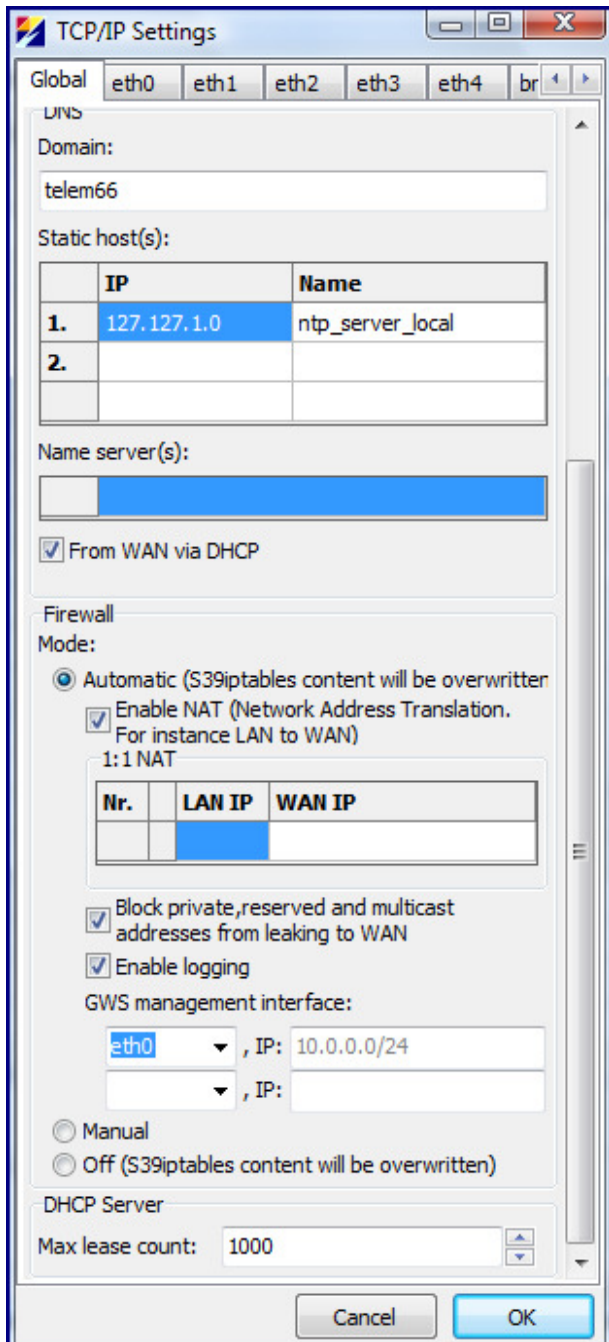 TCP/IP Settings
Global eth0 eth1 eth2 eth3 eth4 br
DNS
Domain:
telem66
Static host(s):
IP Name
1. 127.127.1.0 ntp_server_local
2.
Name server(s):
From WAN via DHCP
Firewall
Mode:
Automatic (S39iptables content will be overwritten
Enable NAT (Network Address Translation.
For instance LAN to WAN)
1:1 NAT
Nr. LAN IP WAN IP
Block private,reserved and multicast
addresses from leaking to WAN
Enable logging
GWS management interface:
eth0 , IP: 10.0.0.0/24
, IP:
Manual
Off (S39iptables content will be overwritten)
DHCP Server
Max lease count: 1000
Cancel OK